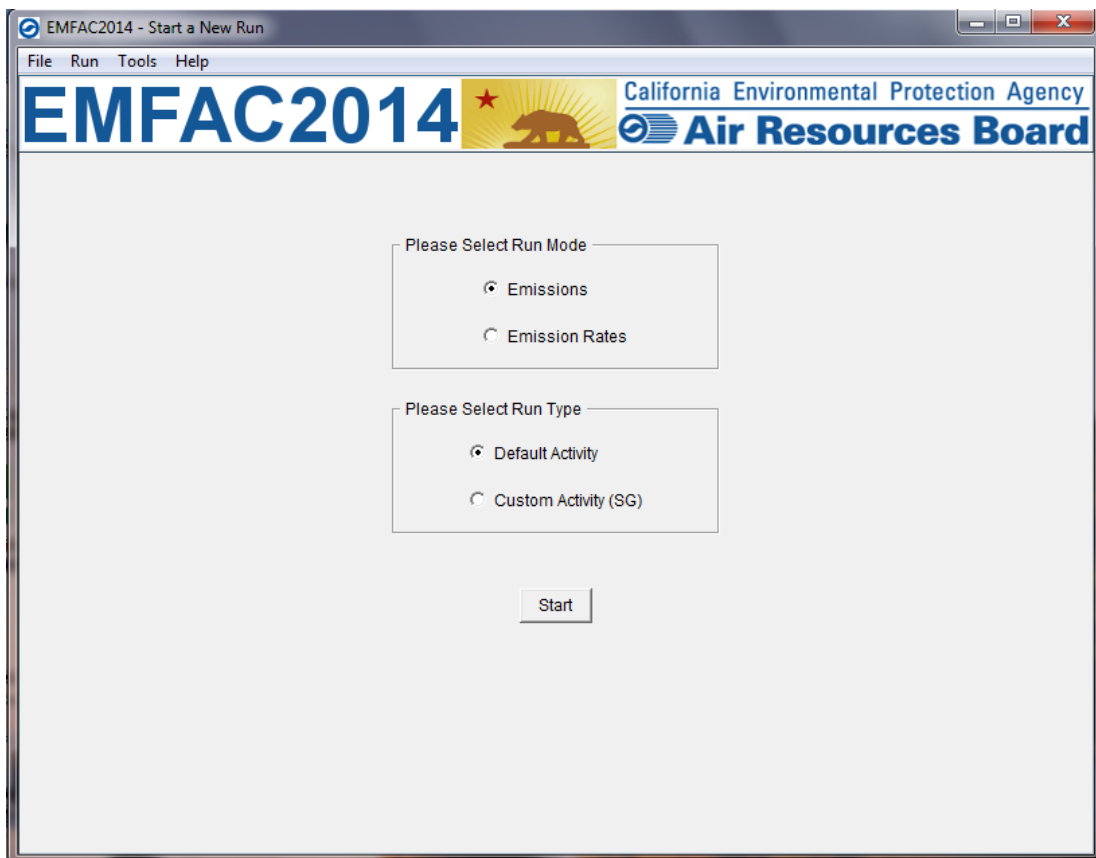 EMFAC2014 - Start a New Run
File Run Tools Help
EMFAC2014
California Environmental Protection Agency
Air Resources Board
Please Select Run Mode
Emissions
Emission Rates
Please Select Run Type
Default Activity
Custom Activity (SG)
Start